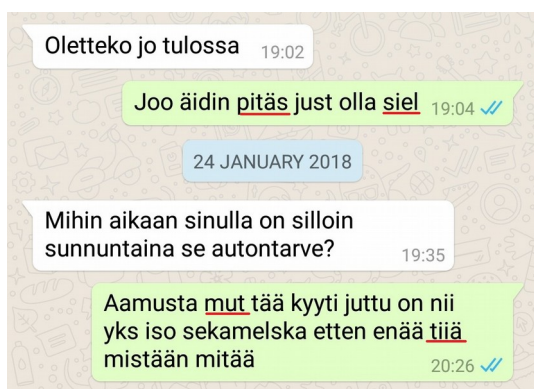 Oletteko jo tulossa 19:02
Joo äidin pitäs just olla siel 19:04
24 JANUARY 2018
Mihin aikaan sinulla on silloin
sunnuntaina se autontarve? 19:35
Aamusta mut tää kyyti juttu on nii
yks iso sekamelska etten enää tiiä
mistään mitää 20:26